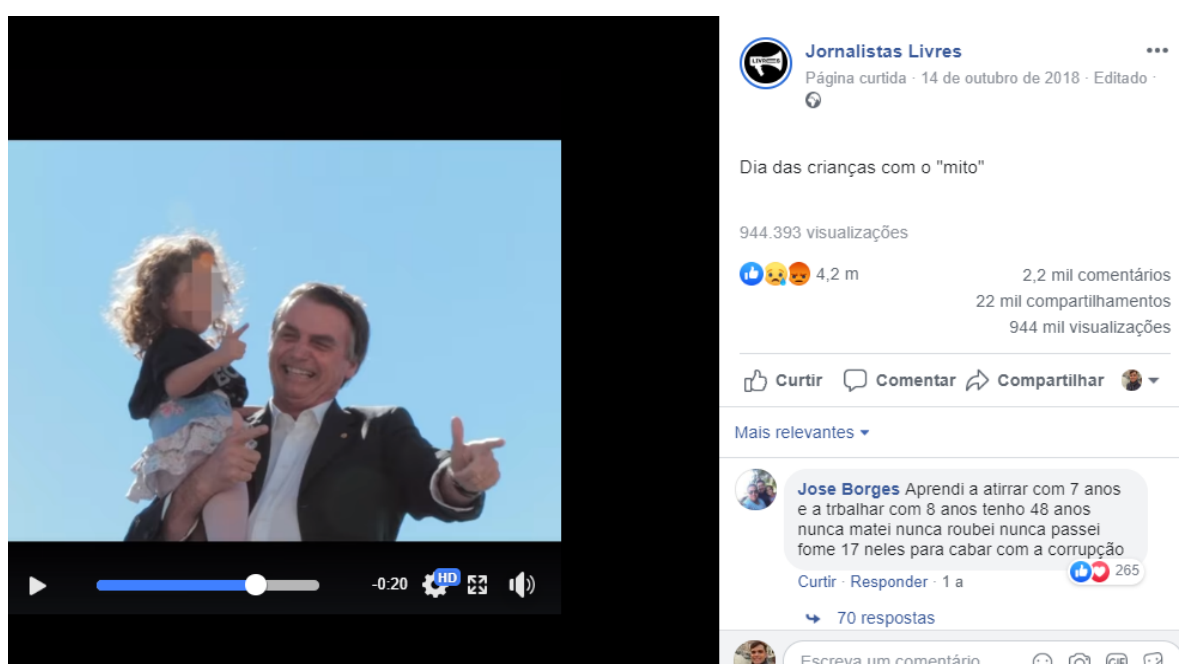 LIVRES
Jornalistas Livres
Página curtida · 14 de outubro de 2018 · Editado ·
Dia das crianças com o "mito"
944.393 visualizações
4,2 m
2,2 mil comentários
22 mil compartilhamentos
944 mil visualizações
Curtir Comentar Compartilhar
Mais relevantes
Jose Borges Aprendi a atirrar com 7 anos
e a trbalhar com 8 anos tenho 48 anos
nunca matei nunca roubei nunca passei
fome 17 neles para cabar com a corrupção
265
Curtir · Responder · 1 a
70 respostas
Escreva um comentário
GIF
-0:20
HD